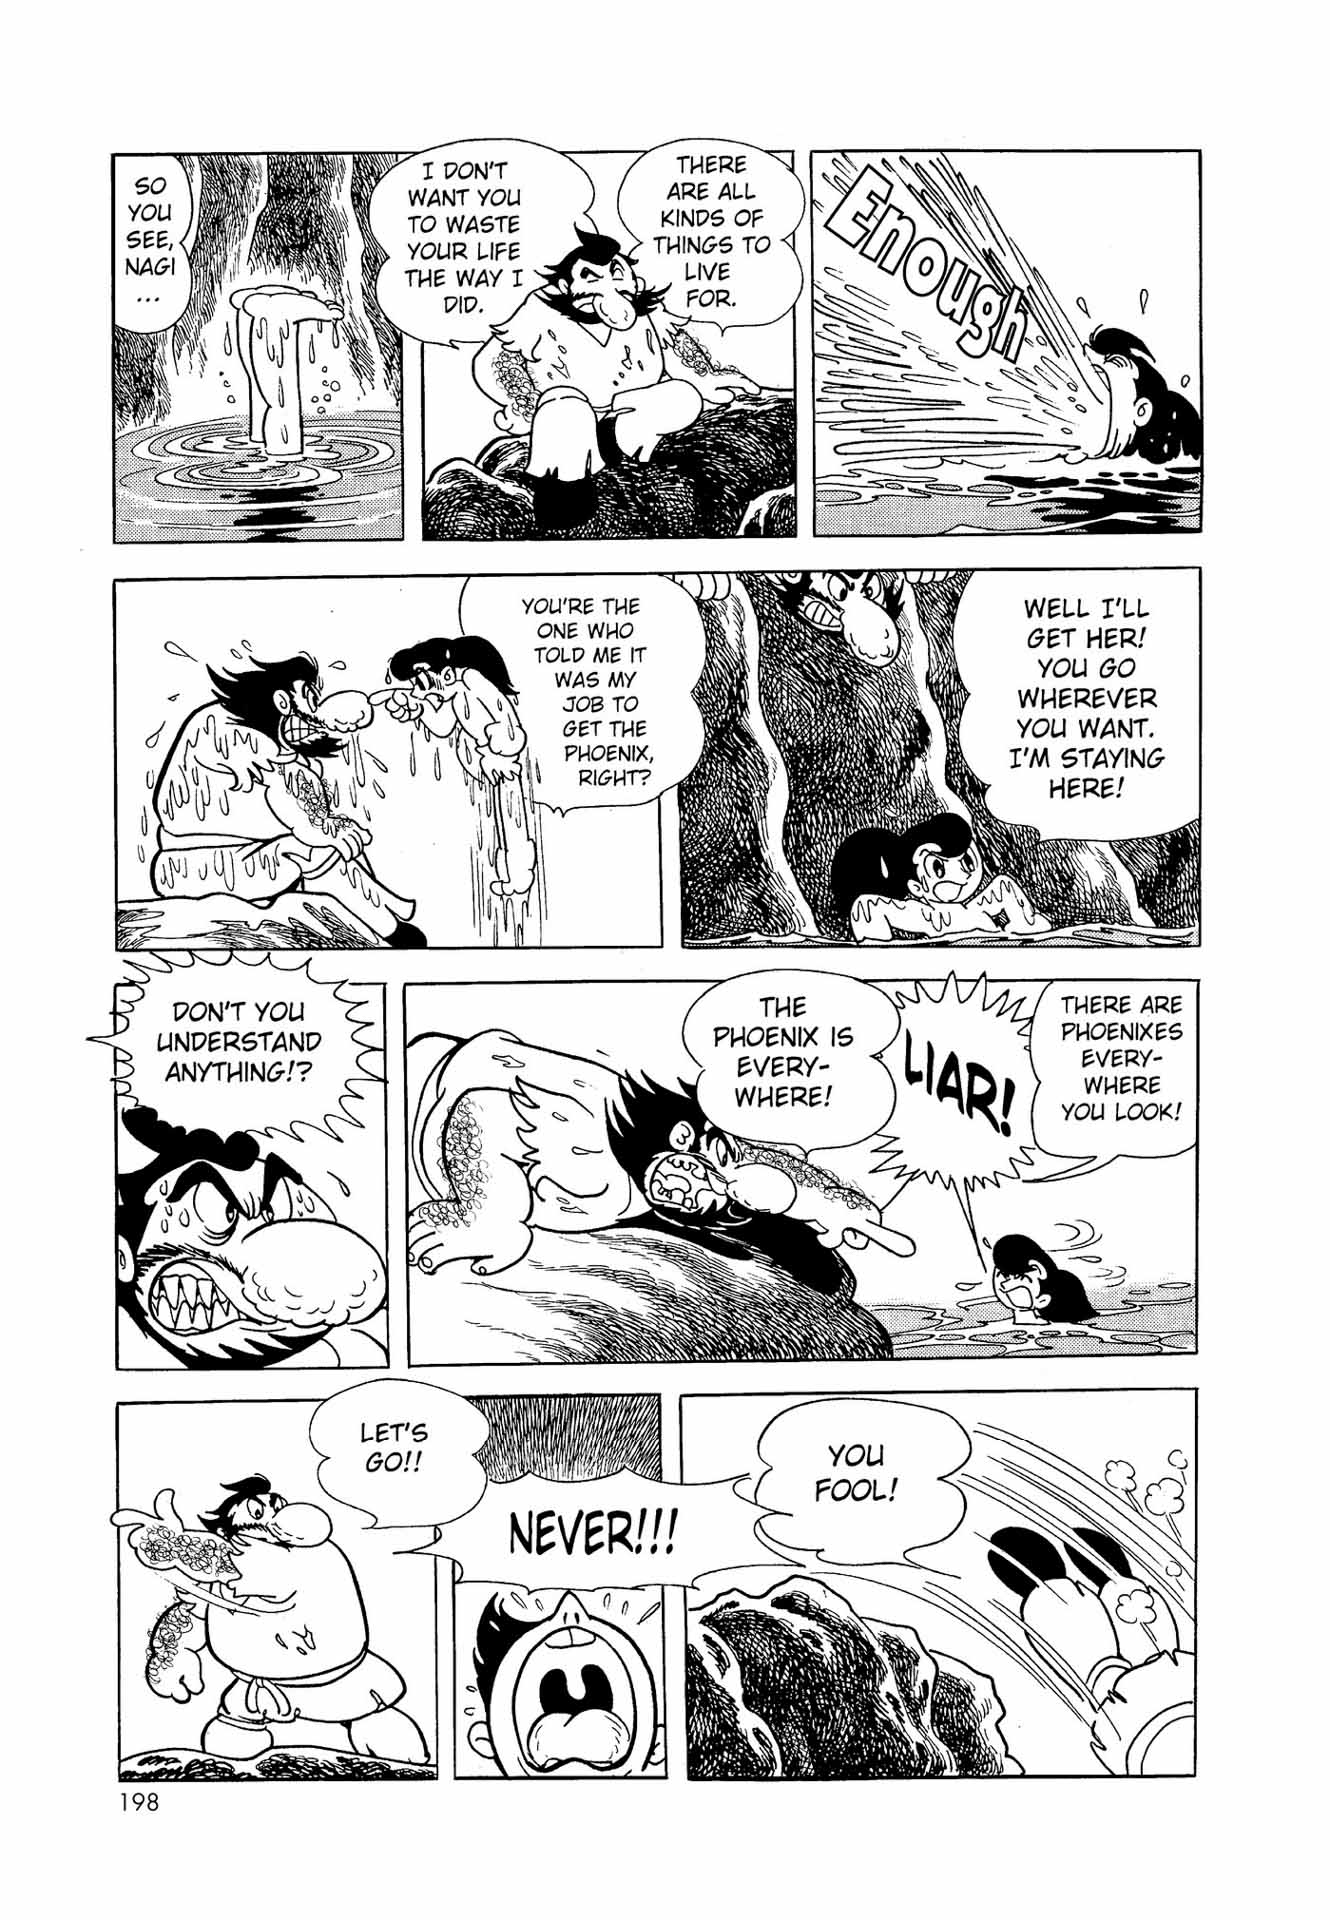 SO
YOU
SEE,
NAGI
...
I DON'T
WANT YOU
TO WASTE
YOUR LIFE
THE WAY I
DID.
THERE
ARE ALL
KINDS OF
THINGS TO
LIVE
FOR.
Enough
YOU'RE THE
ONE WHO
TOLD ME IT
WAS MY
JOB TO
GET THE
PHOENIX,
RIGHT?
WELL I'LL
GET HER!
YOU GO
WHEREVER
YOU WANT.
I'M STAYING
HERE!
DON'T YOU
UNDERSTAND
ANYTHING!?
THE
PHOENIX IS
EVERY-
WHERE!
LIAR!
THERE ARE
PHOENIXES
EVERY-
WHERE
YOU LOOK!
LET'S
GO!!
NEVER!!!
YOU
FOOL!
198